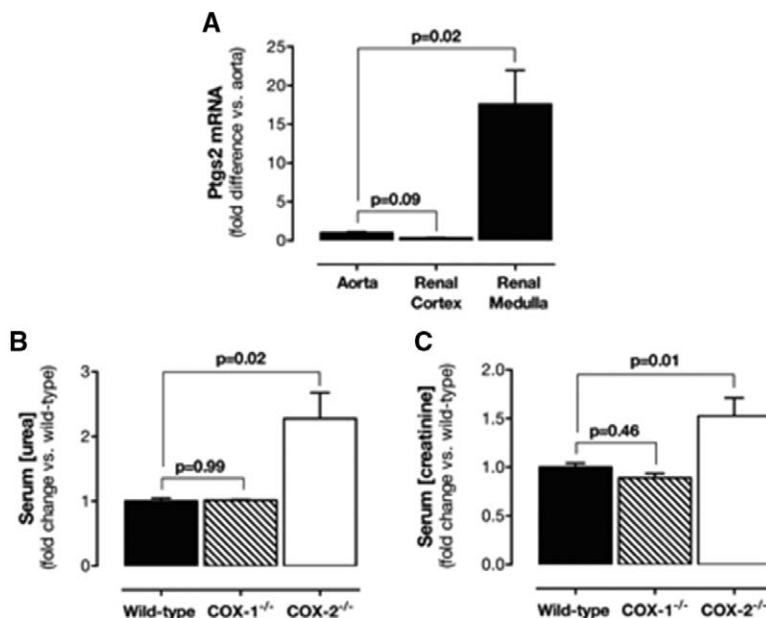 A
Ptgs2 mRNA
(fold difference vs. aorta)
25
20
15
10
5
0
p=0.02
p=0.09
Aorta
Renal
Cortex
Renal
Medulla
B
Serum [urea]
(fold change vs. wild-type)
3
2
1
0
p=0.02
p=0.99
Wild-type
COX-1-/-
COX-2-/-
C
Serum [creatinine]
(fold change vs. wild-type)
2.0
1.5
1.0
0.5
0.0
p=0.01
p=0.46
Wild-type
COX-1-/-
COX-2-/-